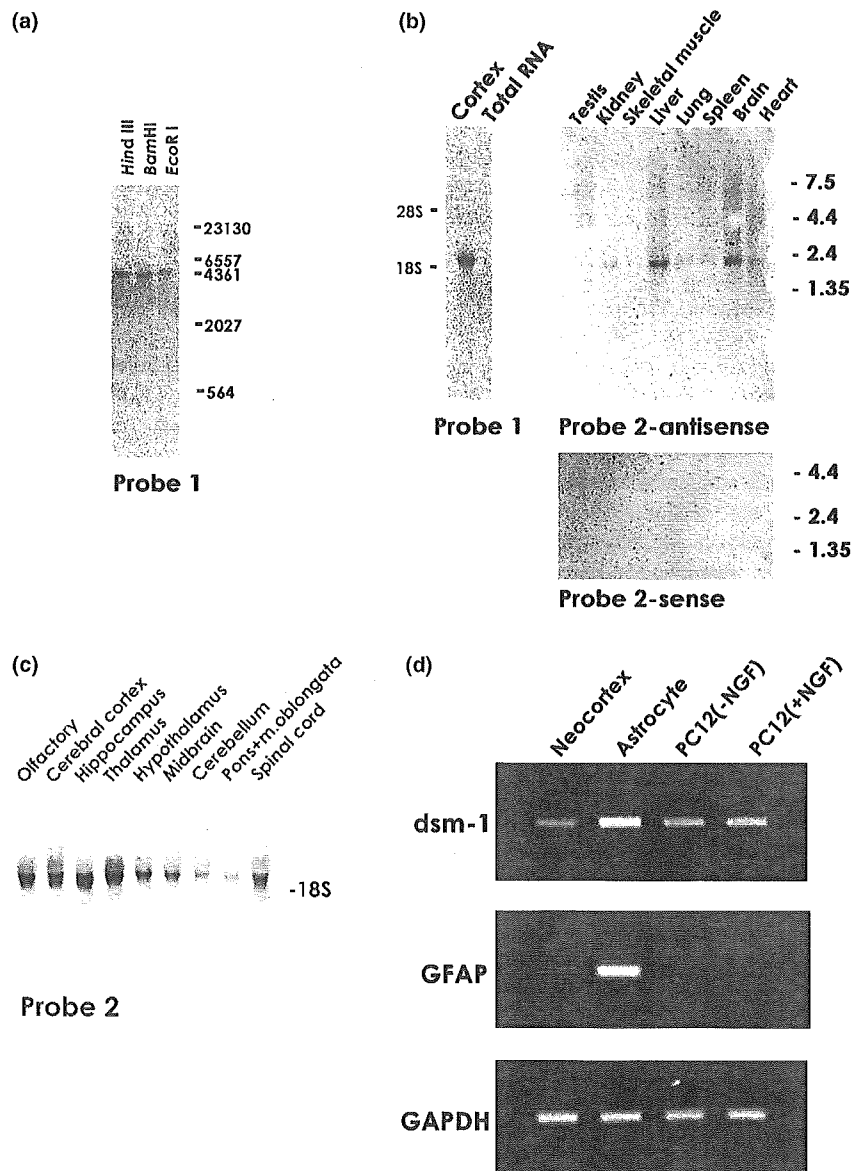 (a)
Hind III
BamHI
EcoR I
23130
6557
4361
2027
564
Probe 1
(b)
Cortex
Total RNA
28S
18S
Probe 1
Testis
Kidney
Skeletal muscle
Liver
Lung
Spleen
Brain
Heart
- 7.5
- 4.4
- 2.4
- 1.35
Probe 2-antisense
- 4.4
- 2.4
- 1.35
Probe 2-sense
(c)
Olfactory
Cerebral cortex
Hippocampus
Thalamus
Hypothalamus
Midbrain
Cerebellum
Pons+m.oblongata
Spinal cord
-18S
Probe 2
(d)
Neocortex
Astrocyte
PC12(-NGF)
PC12(+NGF)
dsm-1
GFAP
GAPDH